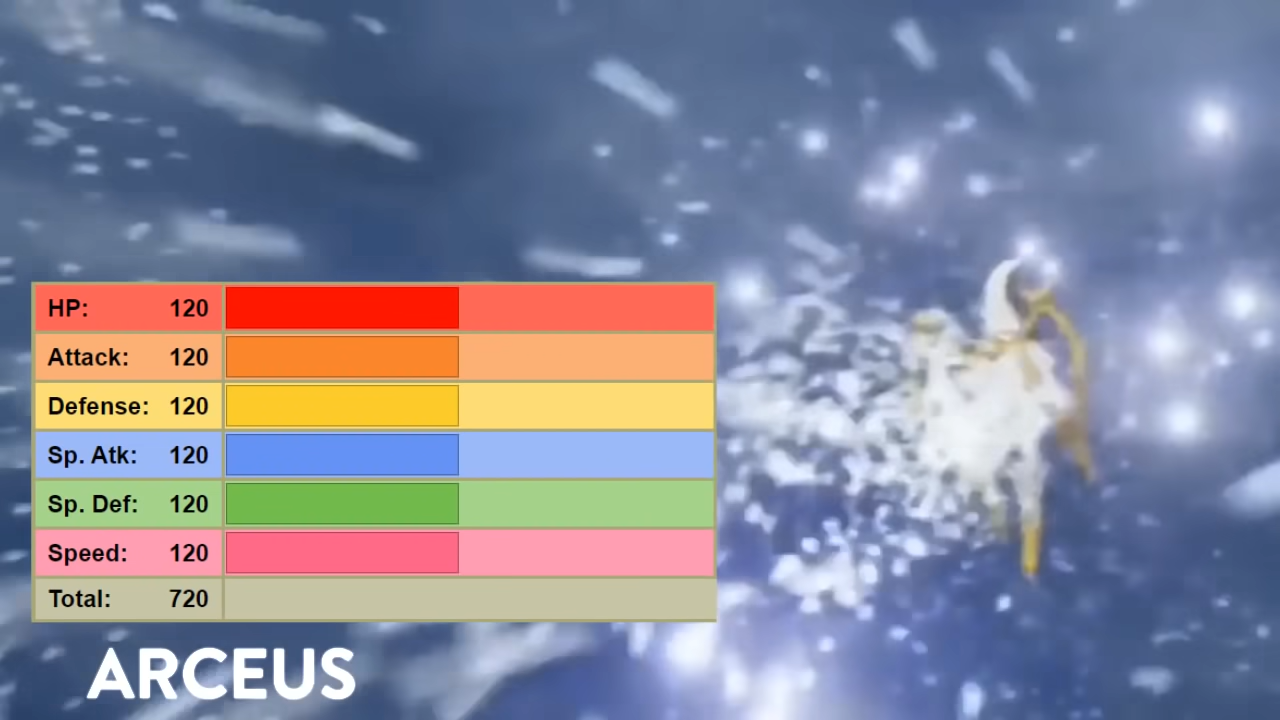 HP: 120
Attack: 120
Defense: 120
Sp. Atk: 120
Sp. Def: 120
Speed: 120
Total: 720
ARCEUS